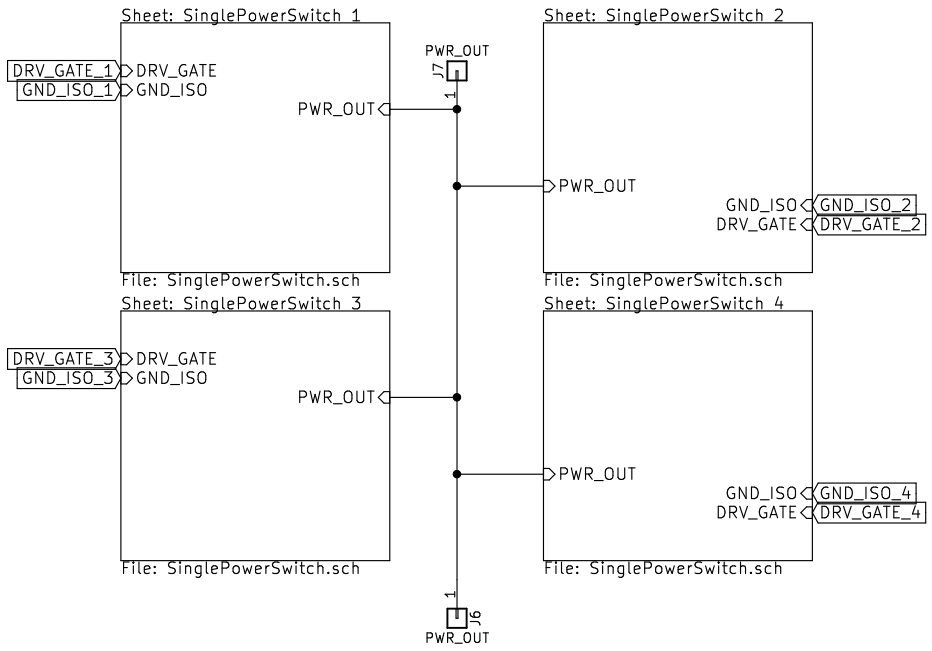 Sheet: SinglePowerSwitch 1
DRV_GATE_1
DRV_GATE
GND_ISO_1
GND_ISO
PWR_OUT
File: SinglePowerSwitch.sch
PWR_OUT
J7
1
Sheet: SinglePowerSwitch 2
PWR_OUT
GND_ISO
GND_ISO_2
DRV_GATE
DRV_GATE_2
File: SinglePowerSwitch.sch
Sheet: SinglePowerSwitch 3
DRV_GATE_3
DRV_GATE
GND_ISO_3
GND_ISO
PWR_OUT
File: SinglePowerSwitch.sch
Sheet: SinglePowerSwitch 4
PWR_OUT
GND_ISO
GND_ISO_4
DRV_GATE
DRV_GATE_4
File: SinglePowerSwitch.sch
1
J6
PWR_OUT